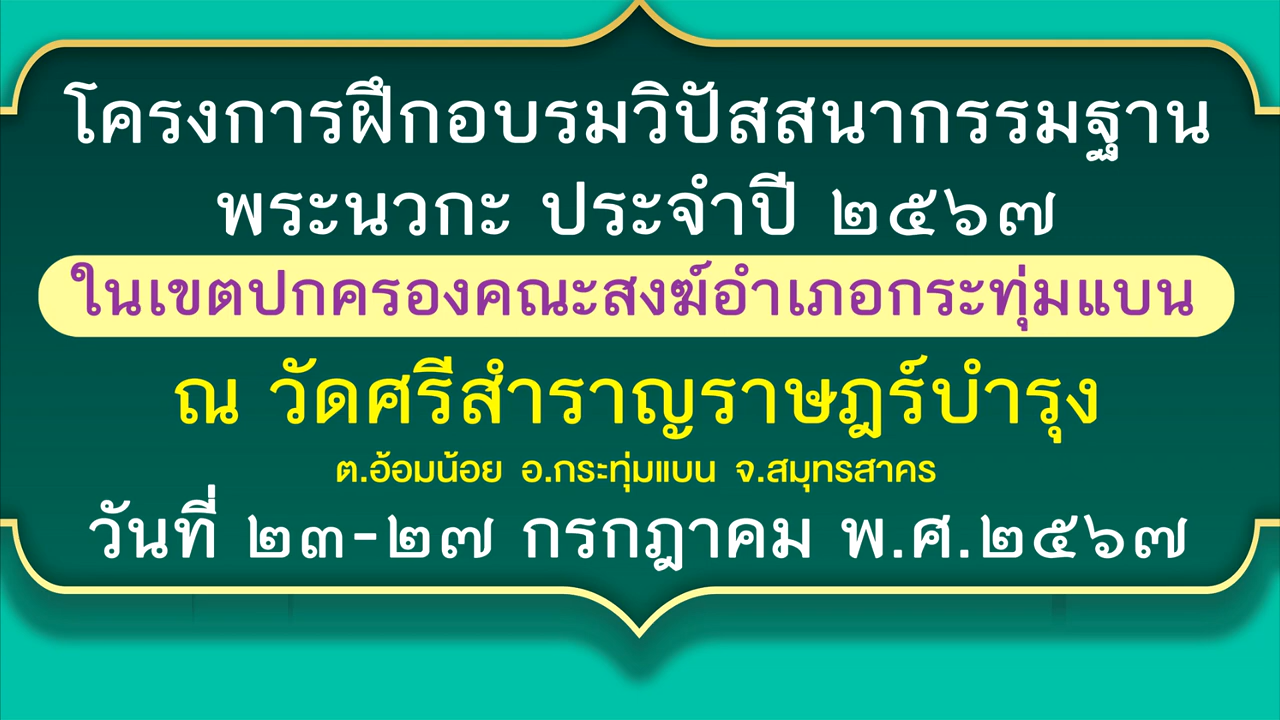 โครงการฝึกอบรมวิปัสสนากรรมฐาน
พระนวกะ ประจำปี ๒๕๖๗
ในเขตปกครองคณะสงฆ์อำเภอกระทุ่มแบน
ณ วัดศรีสำราญราษฎร์บำรุง
ต.อ้อมน้อย อ.กระทุ่มแบน จ.สมุทรสาคร
วันที่ ๒๓-๒๗ กรกฎาคม พ.ศ.๒๕๖๗